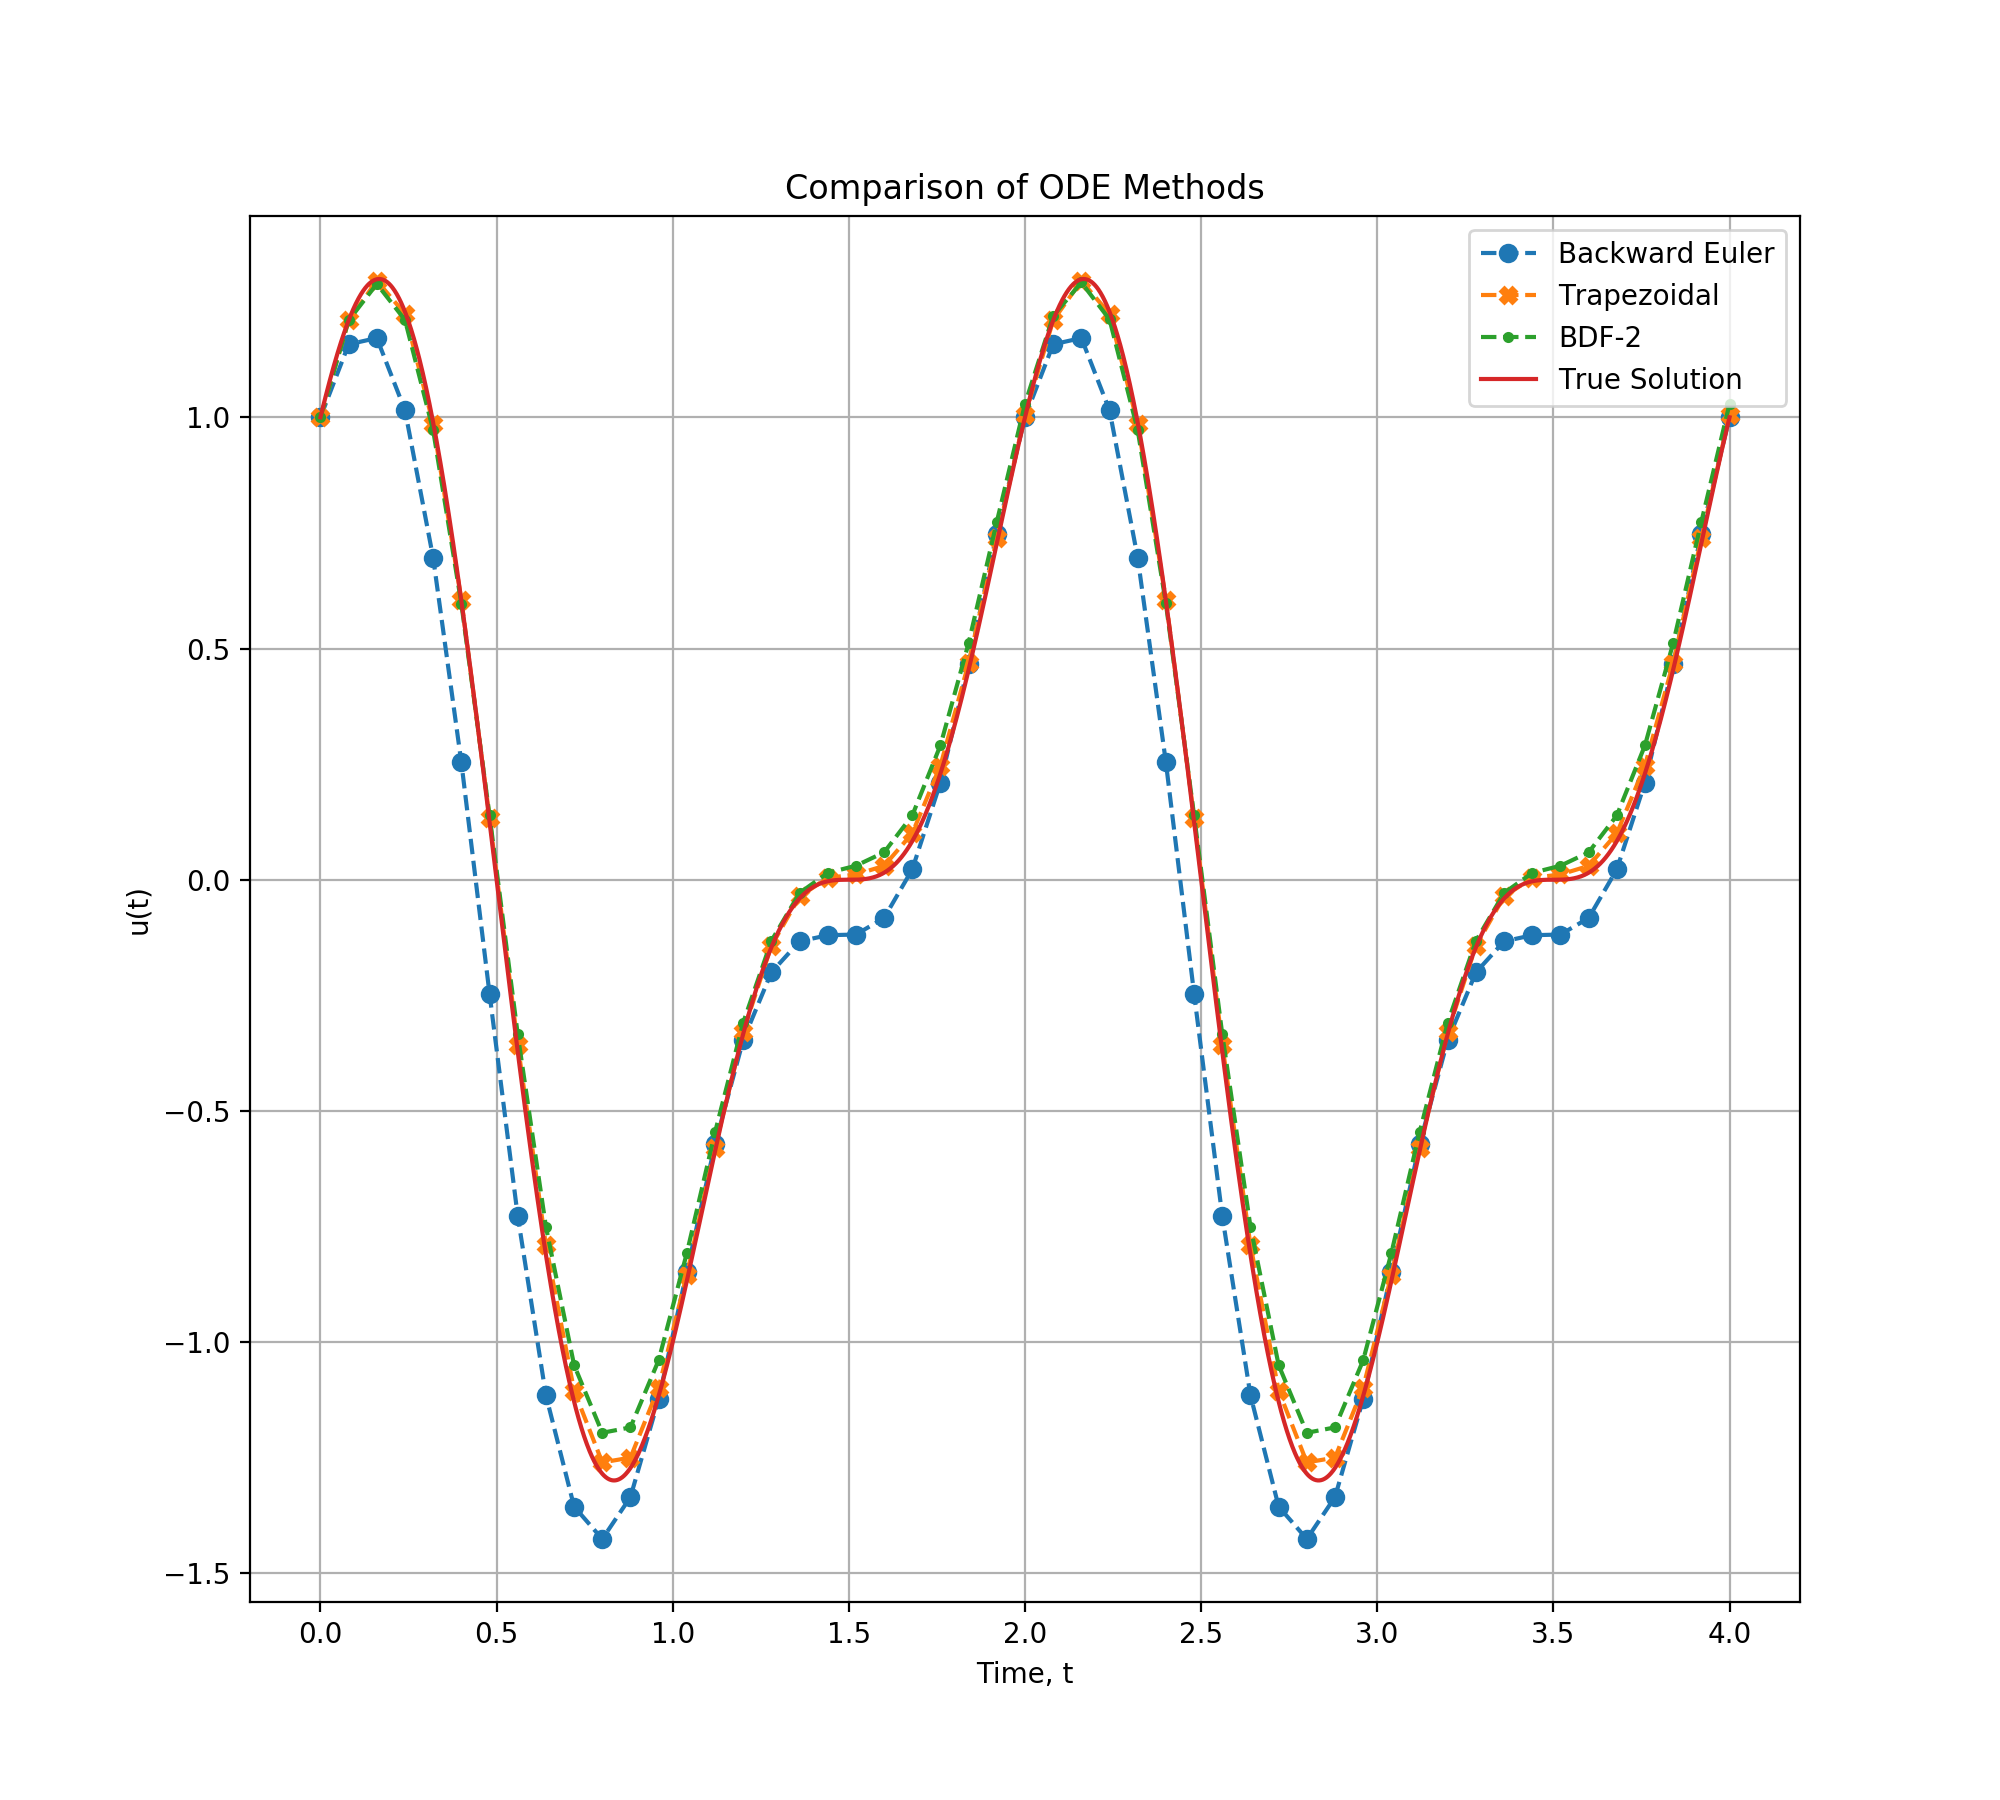 Comparison of ODE Methods
Backward Euler
Trapezoidal
BDF-2
True Solution
1.0
0.5
0.0
−0.5
−1.0
−1.5
u(t)
0.0 0.5 1.0 1.5 2.0 2.5 3.0 3.5 4.0
Time, t